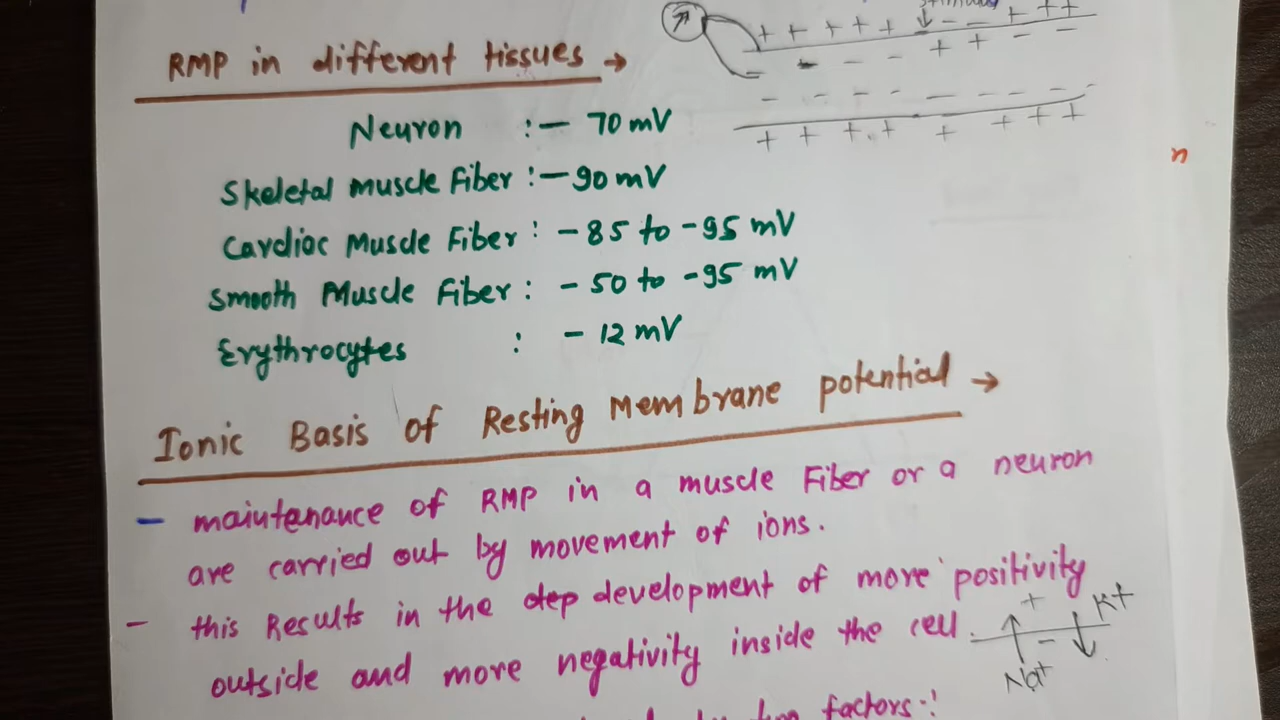 RMP in different tissues →
Neuron :- - 70 mV
Skeletal muscle Fiber :- -90 mV
Cardiac Muscle Fiber : - 85 to -95 mV
Smooth Muscle Fiber : - 50 to -95 mV
Erythrocytes : - 12 mV
Ionic Basis of Resting Membrane potential →
- maintenance of RMP in a muscle Fiber or a neuron
are carried out by movement of ions.
- this Results in the development of more positivity
outside and more negativity inside the cell.
+ K+
-
Na+
factors :
n